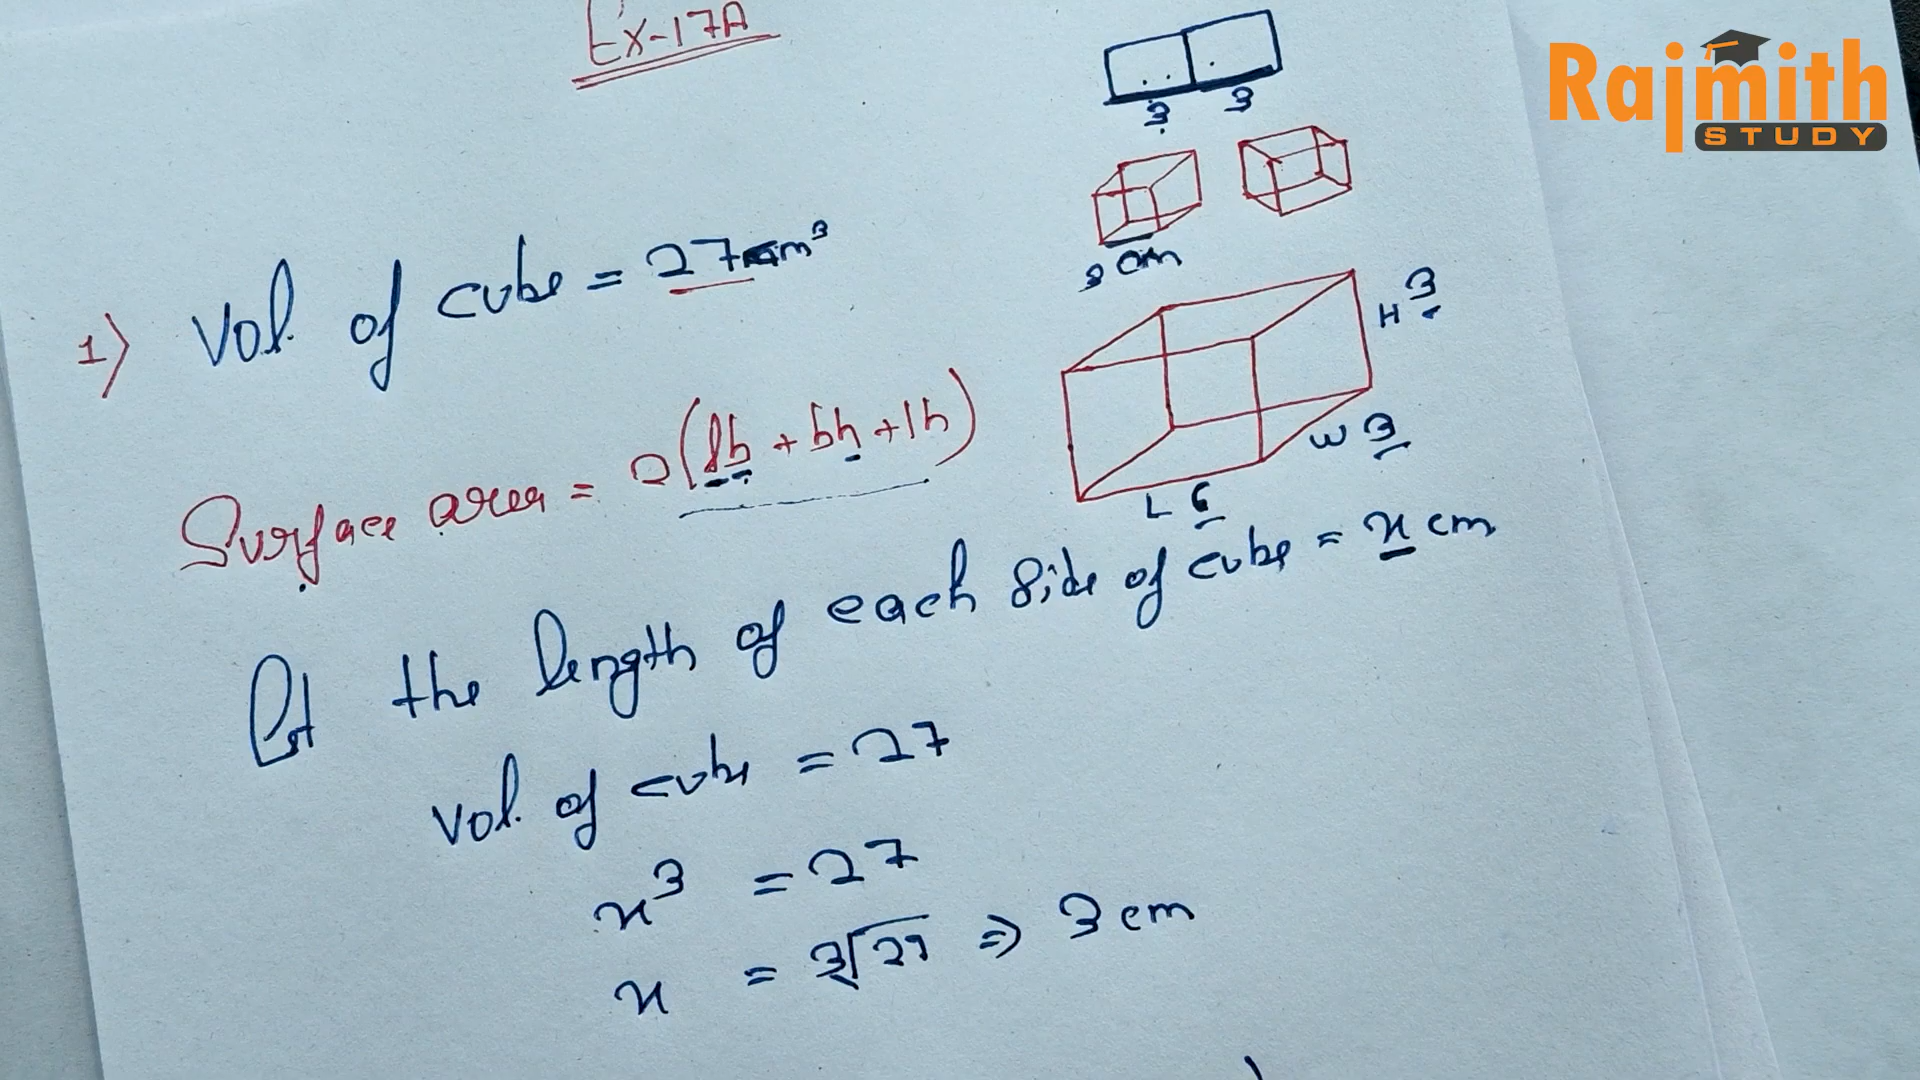 Ex-17A
Rajmith
STUDY
3 3
3 cm
1) Vol. of cube = 27cm³
H 3
W 3
L 6
Surface area = 2(lb + bh + lh)
Let the length of each side of cube = x cm
Vol. of cube = 27
x³ = 27
x = ∛27 ⇒ 3 cm